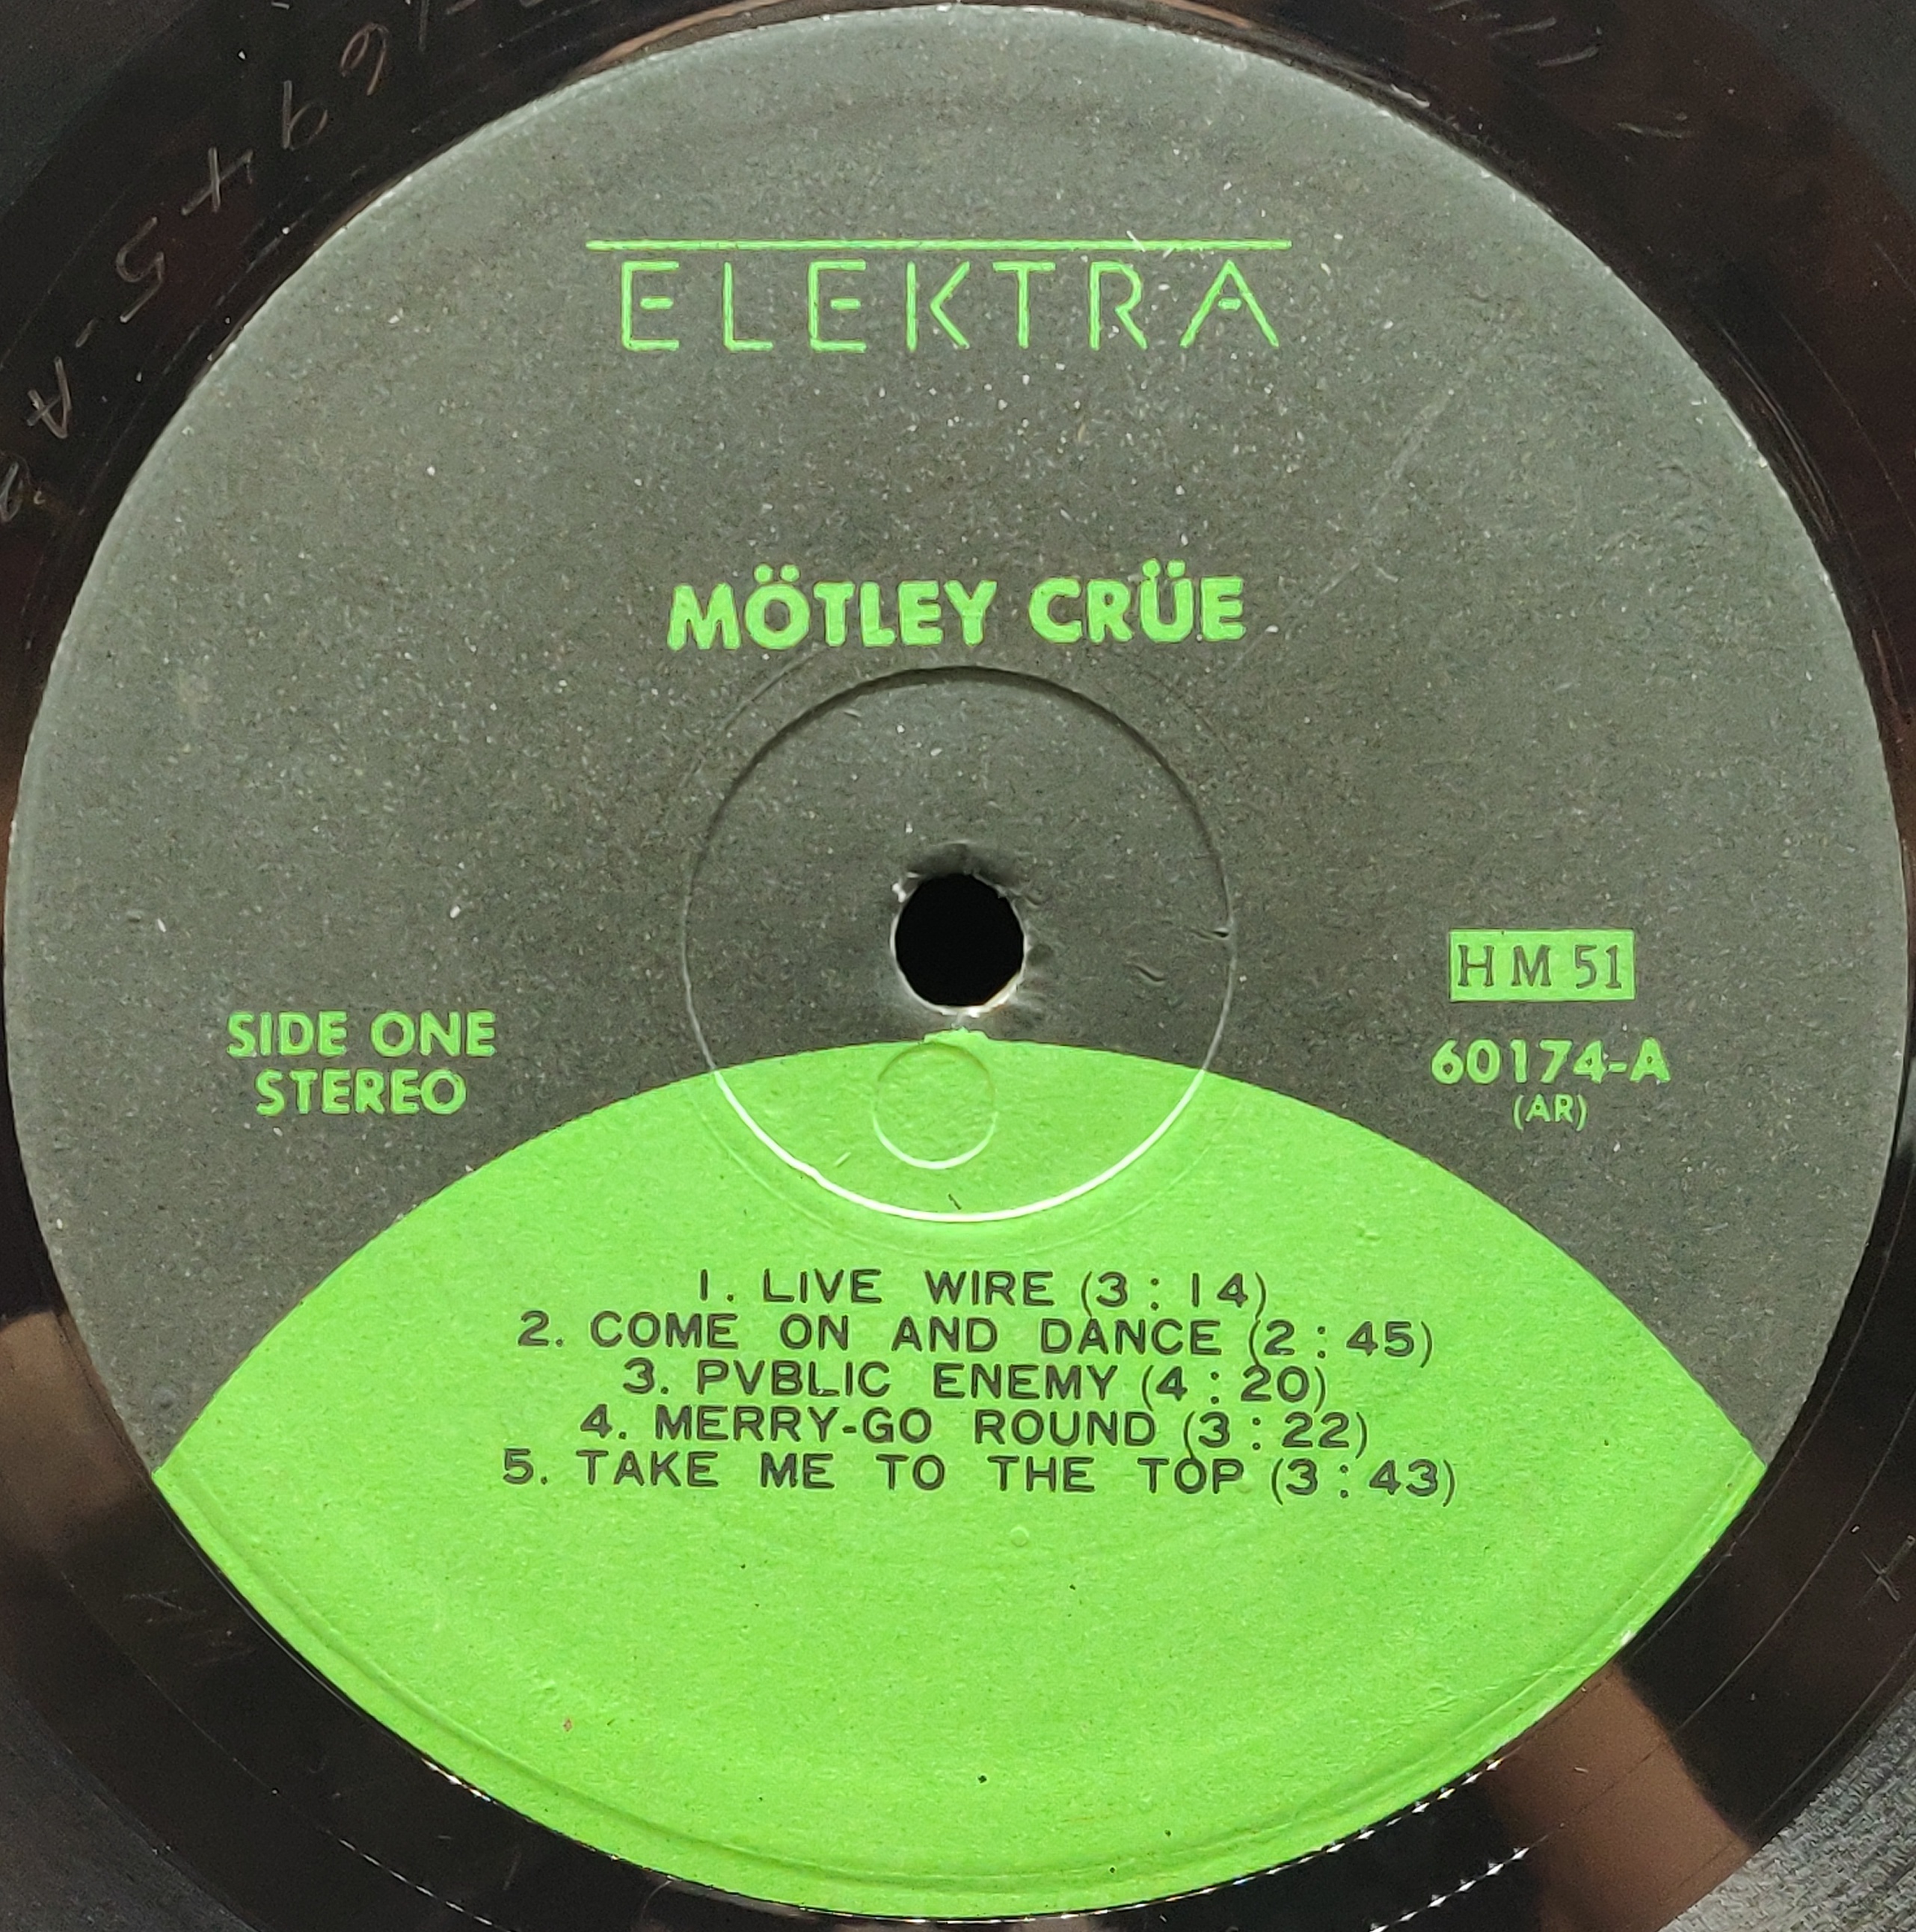 ELEKTRA
MÖTLEY CRÜE
SIDE ONE
STEREO
H M 51
60174-A
(AR)
1. LIVE WIRE (3 : 14)
2. COME ON AND DANCE (2 : 45)
3. PVBLIC ENEMY (4 : 20)
4. MERRY-GO ROUND (3 : 22)
5. TAKE ME TO THE TOP (3 : 43)